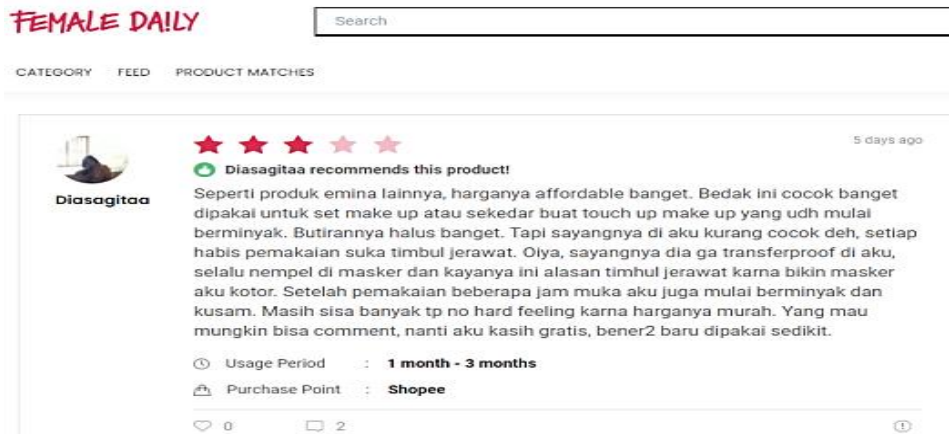 FEMALE DA!LY
Search
CATEGORY FEED PRODUCT MATCHES
5 days ago
Diasagitaa recommends this product!
Diasagitaa
Seperti produk emina lainnya, harganya affordable banget. Bedak ini cocok banget
dipakai untuk set make up atau sekedar buat touch up make up yang udh mulai
berminyak. Butirannya halus banget. Tapi sayangnya di aku kurang cocok deh, setiap
habis pemakaian suka timbul jerawat. Oiya, sayangnya dia ga transferproof di aku,
selalu nempel di masker dan kayanya ini alasan timhul jerawat karna bikin masker
aku kotor. Setelah pemakaian beberapa jam muka aku juga mulai berminyak dan
kusam. Masih sisa banyak tp no hard feeling karna harganya murah. Yang mau
mungkin bisa comment, nanti aku kasih gratis, bener2 baru dipakai sedikit.
Usage Period : 1 month - 3 months
Purchase Point : Shopee
0 2